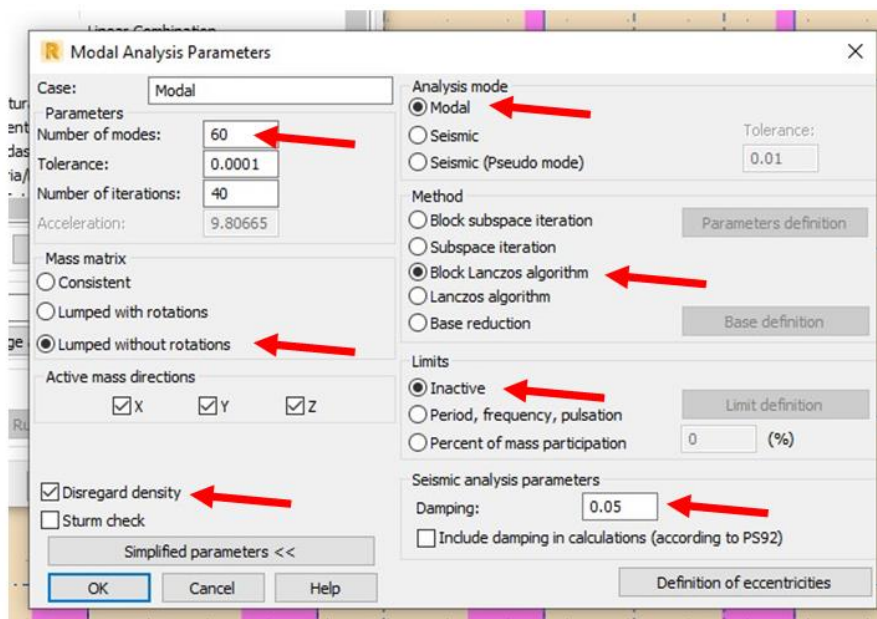 Linear Combination
R Modal Analysis Parameters
Case: Modal
Parameters
Number of modes: 60
Tolerance: 0.0001
Number of iterations: 40
Acceleration: 9.80665
Mass matrix
Consistent
Lumped with rotations
Lumped without rotations
Active mass directions
X Y Z
Disregard density
Sturm check
Simplified parameters <<
OK Cancel Help
Analysis mode
Modal
Seismic Tolerance:
Seismic (Pseudo mode) 0.01
Method
Block subspace iteration Parameters definition
Subspace iteration
Block Lanczos algorithm
Lanczos algorithm
Base reduction Base definition
Limits
Inactive
Period, frequency, pulsation Limit definition
Percent of mass participation 0 (%)
Seismic analysis parameters
Damping: 0.05
Include damping in calculations (according to PS92)
Definition of eccentricities